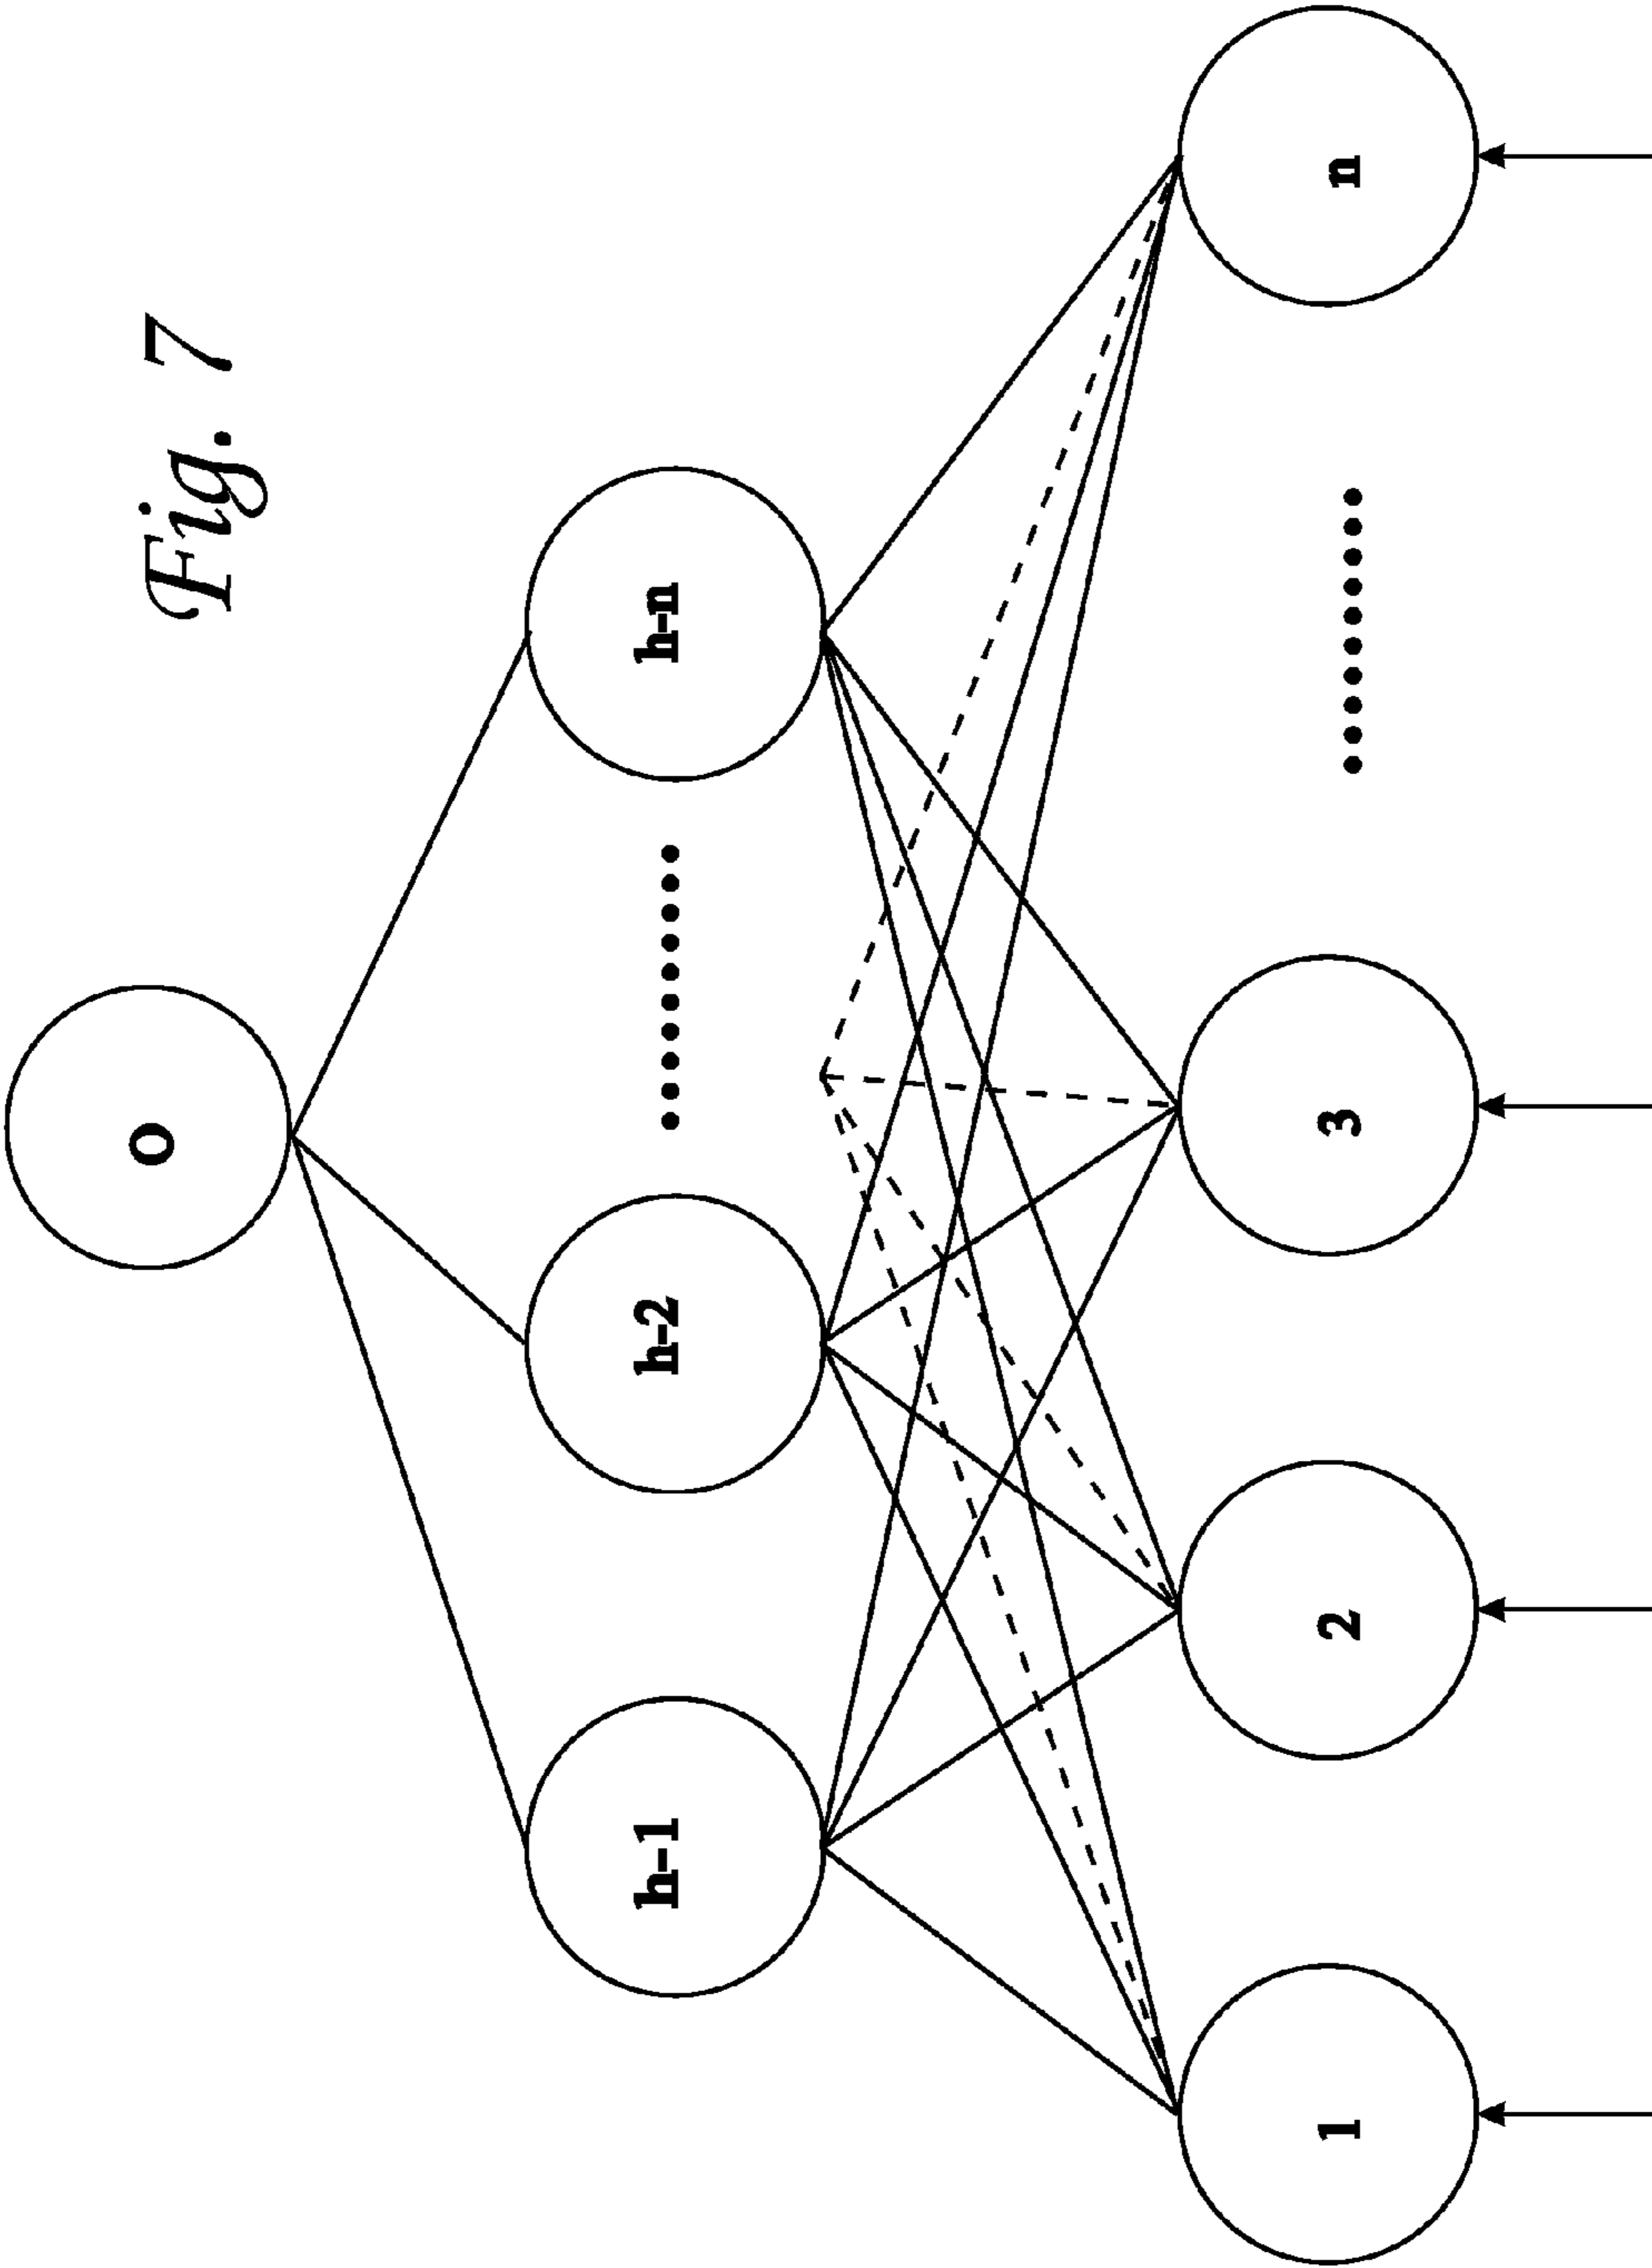 O
Fig. 7
h-1 h-2 .......... h-n
1 2 3 .......... n